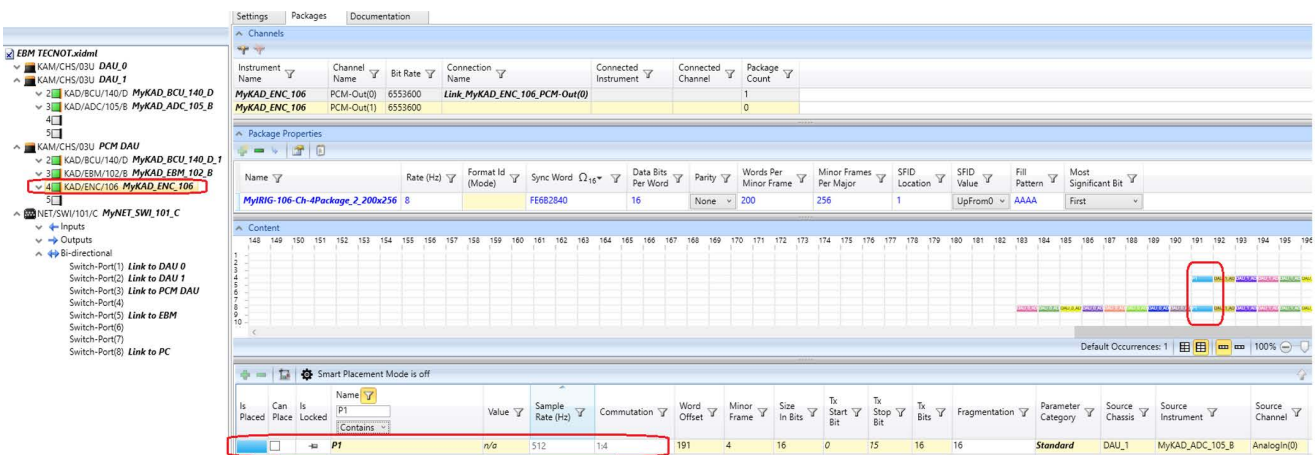 Settings Packages Documentation
Channels
Instrument Name Channel Name Bit Rate Connection Name Connected Instrument Connected Channel Package Count
MyKAD_ENC_106 PCM-Out(0) 6553600 Link_MyKAD_ENC_106_PCM-Out(0) 1
MyKAD_ENC_106 PCM-Out(1) 6553600 0
EBM TECNOT.xidml
KAM/CHS/03U DAU_0
KAM/CHS/03U DAU_1
2 KAD/BCU/140/D MyKAD_BCU_140_D
3 KAD/ADC/105/B MyKAD_ADC_105_B
4
5
KAM/CHS/03U PCM DAU
2 KAD/BCU/140/D MyKAD_BCU_140_D_1
3 KAD/EBM/102/B MyKAD_EBM_102_B
4 KAD/ENC/106 MyKAD_ENC_106
5
NET/SWI/101/C MyNET_SWI_101_C
Inputs
Outputs
Bi-directional
Switch-Port(1) Link to DAU 0
Switch-Port(2) Link to DAU 1
Switch-Port(3) Link to PCM DAU
Switch-Port(4)
Switch-Port(5) Link to EBM
Switch-Port(6)
Switch-Port(7)
Switch-Port(8) Link to PC
Package Properties
Name Rate (Hz) Format Id (Mode) Sync Word Ω16 Data Bits Per Word Parity Words Per Minor Frame Minor Frames Per Major SFID Location SFID Value Fill Pattern Most Significant Bit
MyIRIG-106-Ch-4Package_2_200x256 8 FE6B2840 16 None 200 256 1 UpFrom0 AAAA First
Content
148 149 150 151 152 153 154 155 156 157 158 159 160 161 162 163 164 165 166 167 168 169 170 171 172 173 174 175 176 177 178 179 180 181 182 183 184 185 186 187 188 189 190 191 192 193 194 195
1
2
3
4
5
6
7
8
9
10
Default Occurrences: 1 100%
Smart Placement Mode is off
Is Placed Can Place Is Locked Name P1 Contains Value Sample Rate (Hz) Commutation Word Offset Minor Frame Size In Bits Tx Start Bit Tx Stop Bit Tx Bits Fragmentation Parameter Category Source Chassis Source Instrument Source Channel
P1 n/a 512 1:4 191 4 16 0 15 16 16 Standard DAU_1 MyKAD_ADC_105_B AnalogIn(0)